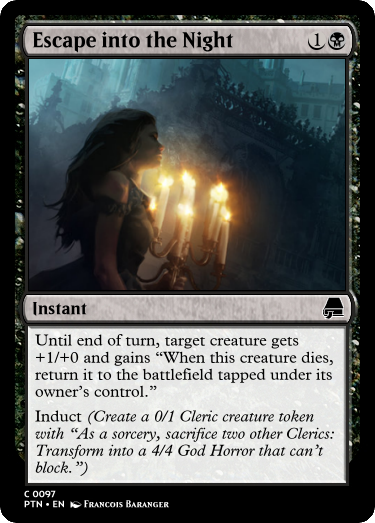 Escape into the Night 1
Instant
Until end of turn, target creature gets
+1/+0 and gains “When this creature dies,
return it to the battlefield tapped under its
owner’s control.”
Induct (Create a 0/1 Cleric creature token
with “As a sorcery, sacrifice two other Clerics:
Transform into a 4/4 God Horror that can’t
block.”)
C 0097
PTN • EN Francois Baranger